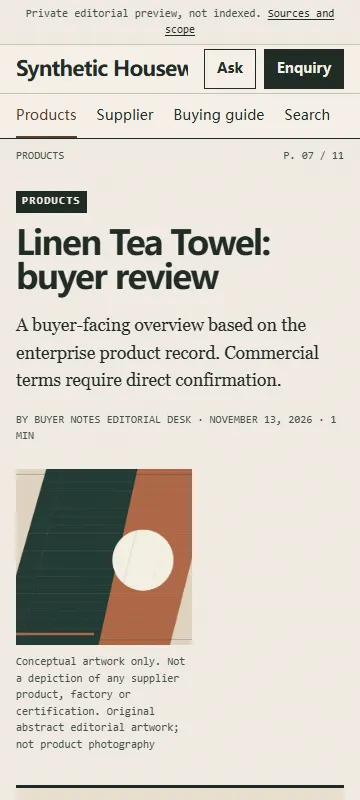 Private editorial preview, not indexed. Sources and
scope
Synthetic Housew
Ask
Enquiry
Products
Supplier
Buying guide
Search
PRODUCTS
P. 07 / 11
PRODUCTS
Linen Tea Towel:
buyer review
A buyer-facing overview based on the
enterprise product record. Commercial
terms require direct confirmation.
BY BUYER NOTES EDITORIAL DESK · NOVEMBER 13, 2026 · 1
MIN
Conceptual artwork only. Not
a depiction of any supplier
product, factory or
certification. Original
abstract editorial artwork;
not product photography